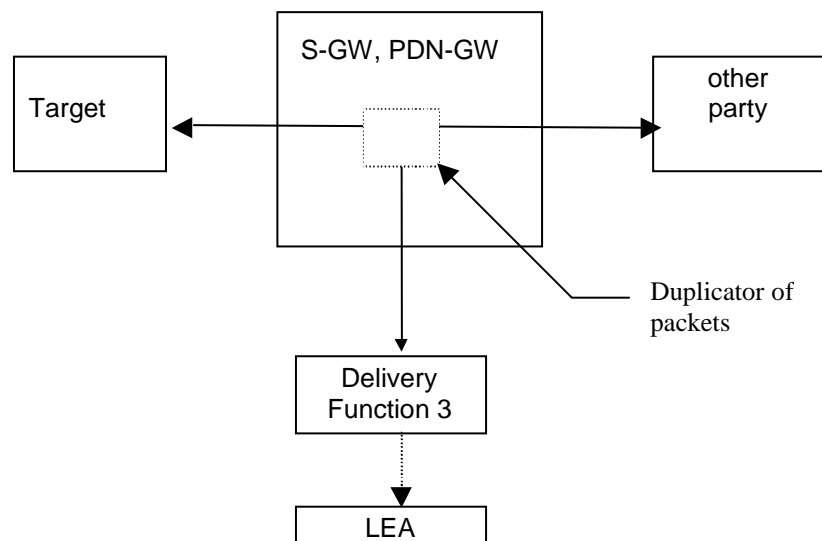 S-GW, PDN-GW
Target
other
party
Duplicator of
packets
Delivery
Function 3
LEA